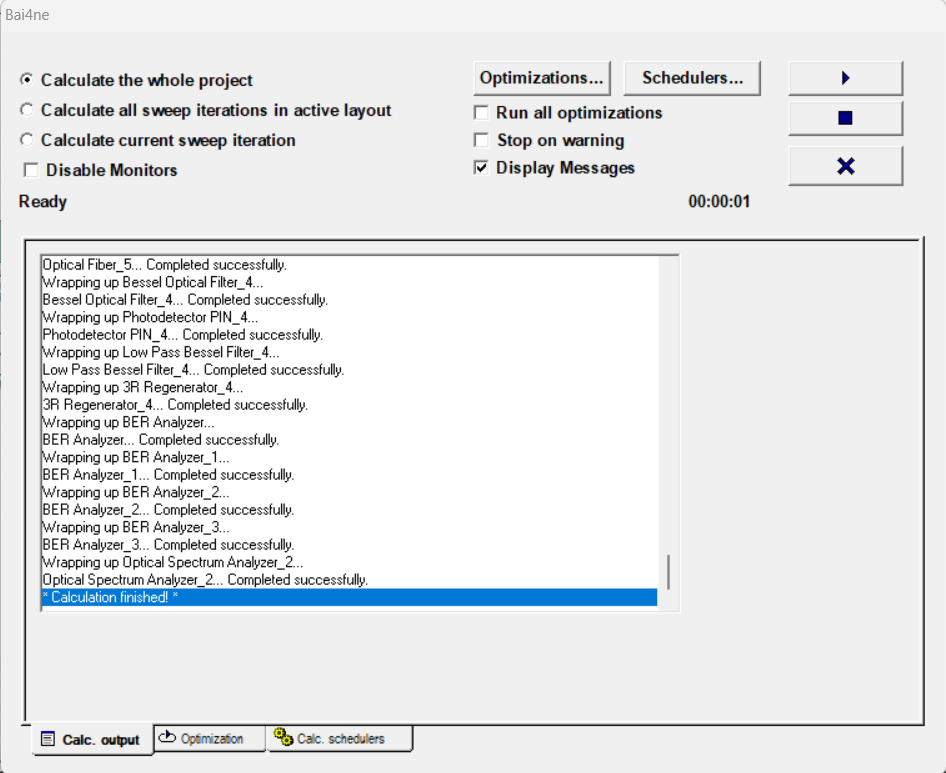 Bai4ne
Calculate the whole project
Calculate all sweep iterations in active layout
Calculate current sweep iteration
Disable Monitors
Ready
Optimizations...
Schedulers...
Run all optimizations
Stop on warning
Display Messages
00:00:01
Optical Fiber_5... Completed successfully.
Wrapping up Bessel Optical Filter_4...
Bessel Optical Filter_4... Completed successfully.
Wrapping up Photodetector PIN_4...
Photodetector PIN_4... Completed successfully.
Wrapping up Low Pass Bessel Filter_4...
Low Pass Bessel Filter_4... Completed successfully.
Wrapping up 3R Regenerator_4...
3R Regenerator_4... Completed successfully.
Wrapping up BER Analyzer...
BER Analyzer... Completed successfully.
Wrapping up BER Analyzer_1...
BER Analyzer_1... Completed successfully.
Wrapping up BER Analyzer_2...
BER Analyzer_2... Completed successfully.
Wrapping up BER Analyzer_3...
BER Analyzer_3... Completed successfully.
Wrapping up Optical Spectrum Analyzer_2...
Optical Spectrum Analyzer_2... Completed successfully.
* Calculation finished! *
Calc. output
Optimization
Calc. schedulers